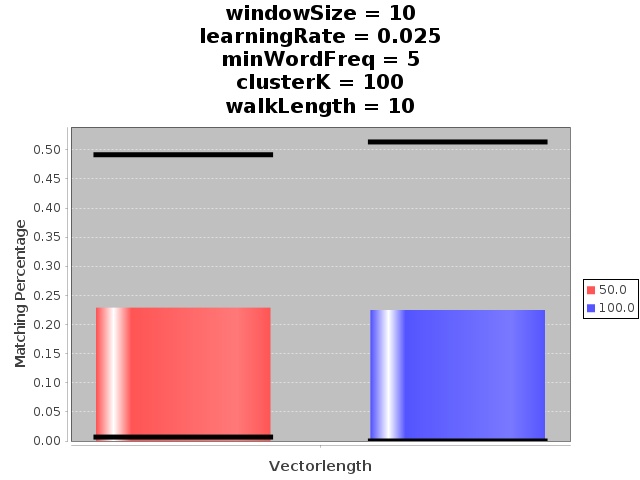 windowSize = 10
learningRate = 0.025
minWordFreq = 5
clusterK = 100
walkLength = 10
Matching Percentage
0.50
0.45
0.40
0.35
0.30
0.25
0.20
0.15
0.10
0.05
0.00
Vectorlength
50.0
100.0